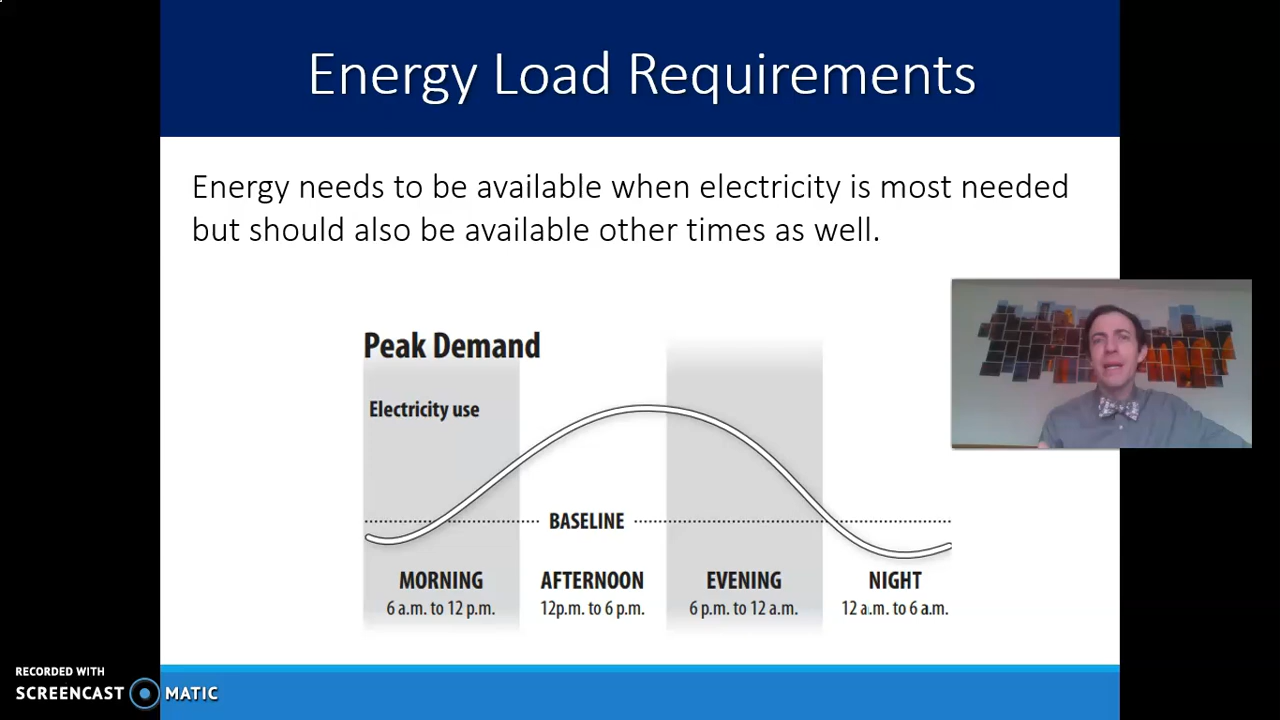 Energy Load Requirements
Energy needs to be available when electricity is most needed
but should also be available other times as well.
Peak Demand
Electricity use
BASELINE
MORNING AFTERNOON EVENING NIGHT
6 a.m. to 12 p.m. 12p.m. to 6 p.m. 6 p.m. to 12 a.m. 12 a.m. to 6 a.m.
RECORDED WITH
SCREENCAST MATIC